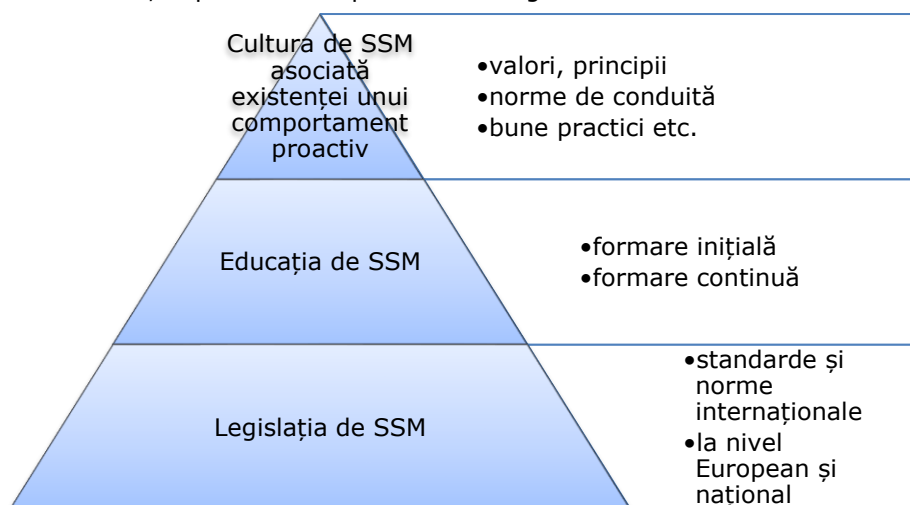 Cultura de SSM
asociată
existenței unui
comportament
proactiv
•valori, principii
•norme de conduită
•bune practici etc.
Educația de SSM
•formare inițială
•formare continuă
Legislația de SSM
•standarde și
norme
internaționale
•la nivel
European și
național